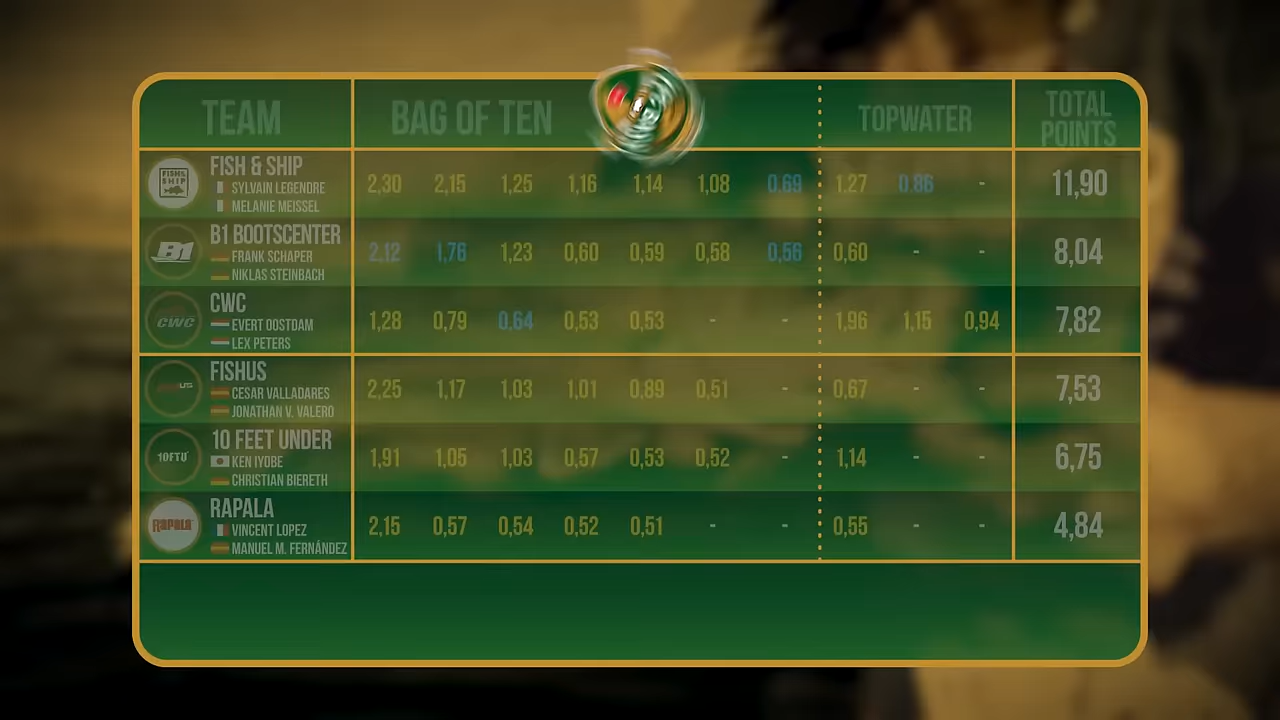 TEAM BAG OF TEN TOPWATER TOTAL POINTS
FISH & SHIP
SYLVAIN LEGENDRE
MELANIE MEISSEL
2,30 2,15 1,25 1,16 1,14 1,08 0.69 1.27 0.86 - 11,90
B1 BOOTSCENTER
FRANK SCHAPER
NIKLAS STEINBACH
2,12 1,76 1,23 0,60 0,59 0,58 0,56 0,60 - - 8,04
CWC
EVERT OOSTDAM
LEX PETERS
1,28 0,79 0,64 0,53 0,53 - - 1,96 1,15 0,94 7,82
FISHUS
CESAR VALLADARES
JONATHAN V. VALERO
2,25 1,17 1,03 1,01 0,89 0,51 - 0,67 - - 7,53
10FTU
10 FEET UNDER
KEN IYOBE
CHRISTIAN BIERETH
1,91 1,05 1,03 0,57 0,53 0,52 - 1,14 - - 6,75
RAPALA
RAPALA
VINCENT LOPEZ
MANUEL M. FERNÁNDEZ
2,15 0,57 0,54 0,52 0,51 - - 0,55 - - 4,84